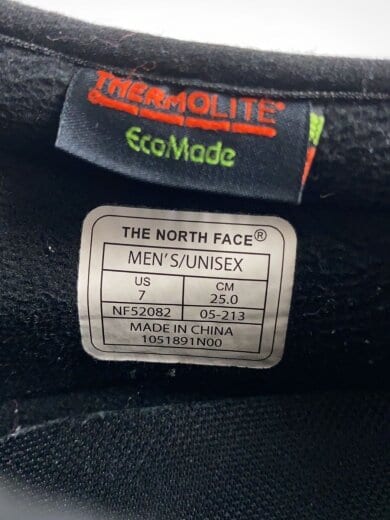 THERMOLITE®
EcoMade
THE NORTH FACE®
MEN'S/UNISEX
US CM
7 25.0
NF52082 05-213
MADE IN CHINA
1051891N00